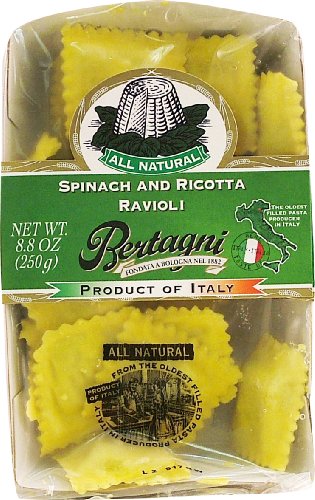 ALL NATURAL
SPINACH AND RICOTTA
RAVIOLI
NET WT.
8.8 OZ
(250g)
Bertagni
FONDATA A BOLOGNA NEL 1882
THE OLDEST
FILLED PASTA
PRODUCER
IN ITALY
PRODUCT OF ITALY
ALL NATURAL
FROM THE OLDEST FILLED PASTA PRODUCER IN ITALY
PRODUCT
OF ITALY